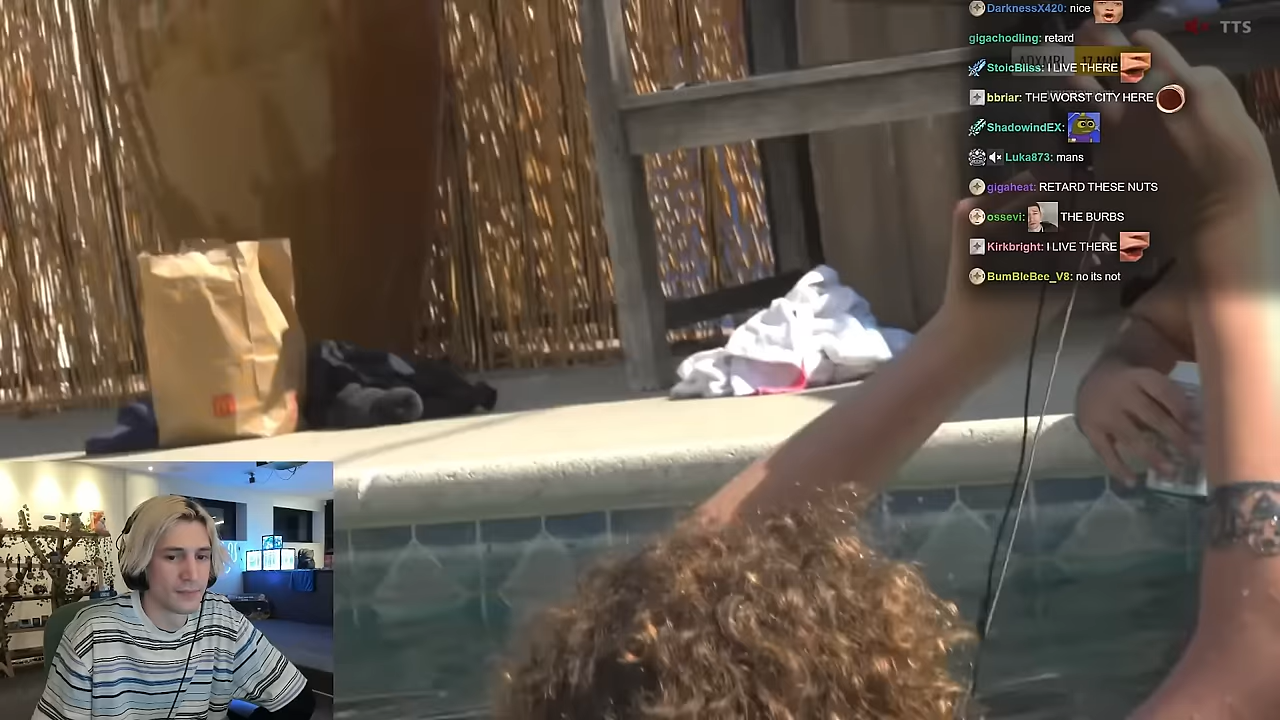 DarknessX420: nice
TTS
gigachodling: retard
StoicBliss: I LIVE THERE
bbriar: THE WORST CITY HERE
ShadowindEX:
Luka873: mans
gigaheat: RETARD THESE NUTS
ossevi: THE BURBS
Kirkbright: I LIVE THERE
BumBleBee_V8: no its not